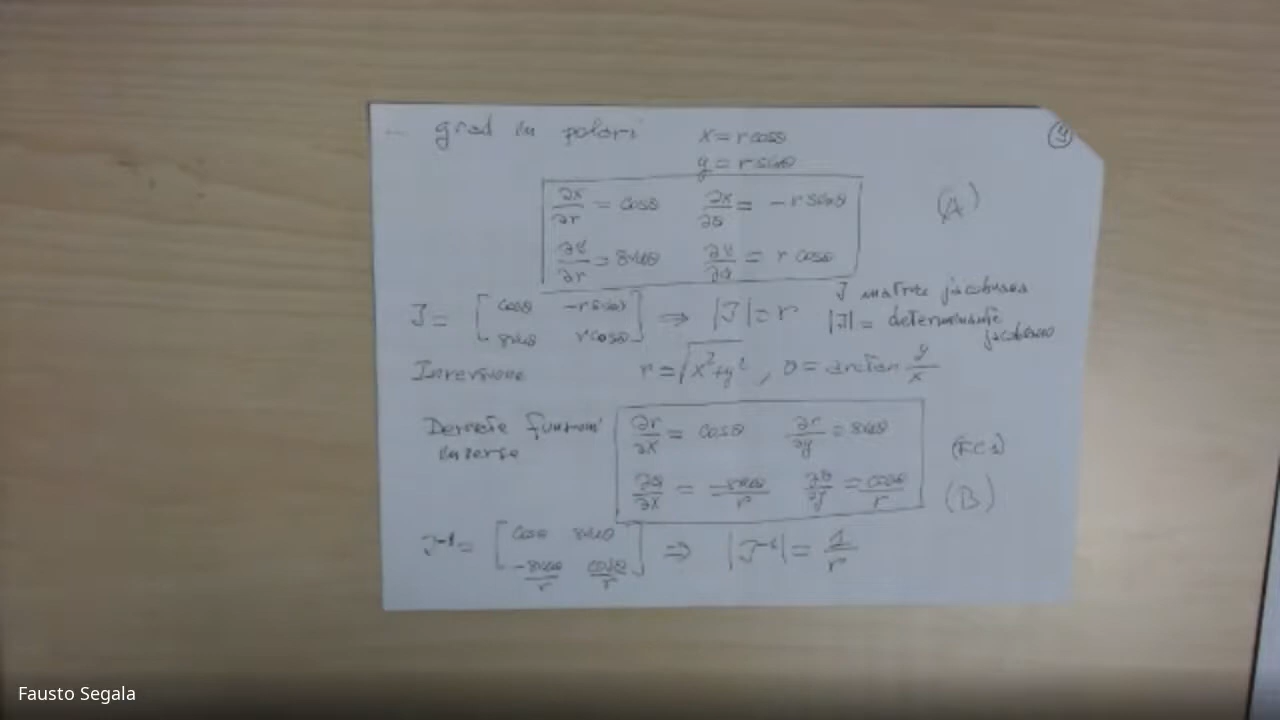 grad in polari x = r cosθ ⑨
y = r sinθ
∂x/∂r = cosθ ∂x/∂θ = -r sinθ (A)
∂y/∂r = sinθ ∂y/∂θ = r cosθ
J = [cosθ -r sinθ; sinθ r cosθ] ⇒ |J| = r J matrice jacobiana
|J| = determinante
jacobiano
Inversione r = √x²+y² , θ = arctan y/x
Derivate funzioni ∂r/∂x = cosθ ∂r/∂y = sinθ
inverse ∂θ/∂x = -sinθ/r ∂θ/∂y = cosθ/r (B)
J⁻¹ = [cosθ sinθ; -sinθ/r cosθ/r] ⇒ |J⁻¹| = 1/r
Fausto Segala